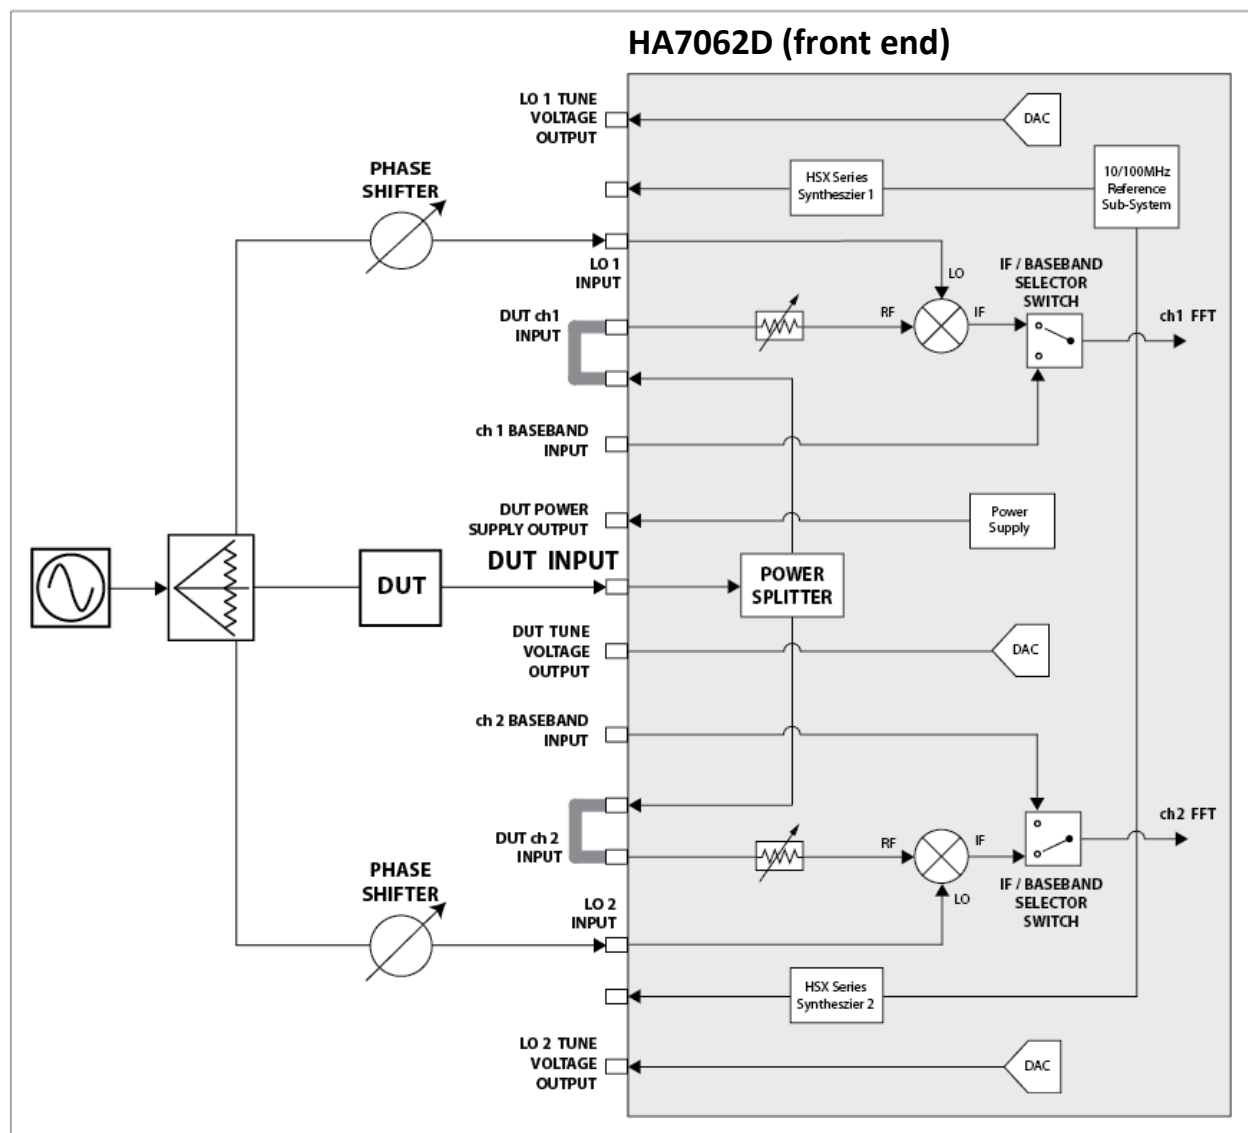 HA7062D (front end)
LO 1 TUNE
VOLTAGE
OUTPUT
DAC
PHASE
SHIFTER
HSX Series
Syntheszier 1
10/100MHz
Reference
Sub-System
LO 1
INPUT
LO
IF / BASEBAND
SELECTOR
SWITCH
DUT ch1
INPUT
RF
IF
ch1 FFT
ch 1 BASEBAND
INPUT
DUT POWER
SUPPLY OUTPUT
Power
Supply
DUT INPUT
DUT
POWER
SPLITTER
DUT TUNE
VOLTAGE
OUTPUT
DAC
ch 2 BASEBAND
INPUT
DUT ch 2
INPUT
RF
IF
ch2 FFT
LO
IF / BASEBAND
SELECTOR
SWITCH
PHASE
SHIFTER
LO 2
INPUT
HSX Series
Syntheszier 2
LO 2 TUNE
VOLTAGE
OUTPUT
DAC